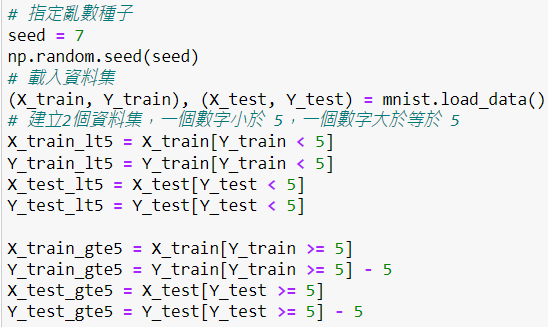 # 指定亂數種子
seed = 7
np.random.seed(seed)
# 載入資料集
(X_train, Y_train), (X_test, Y_test) = mnist.load_data()
# 建立2個資料集，一個數字小於 5，一個數字大於等於 5
X_train_lt5 = X_train[Y_train < 5]
Y_train_lt5 = Y_train[Y_train < 5]
X_test_lt5 = X_test[Y_test < 5]
Y_test_lt5 = Y_test[Y_test < 5]

X_train_gte5 = X_train[Y_train >= 5]
Y_train_gte5 = Y_train[Y_train >= 5] - 5
X_test_gte5 = X_test[Y_test >= 5]
Y_test_gte5 = Y_test[Y_test >= 5] - 5